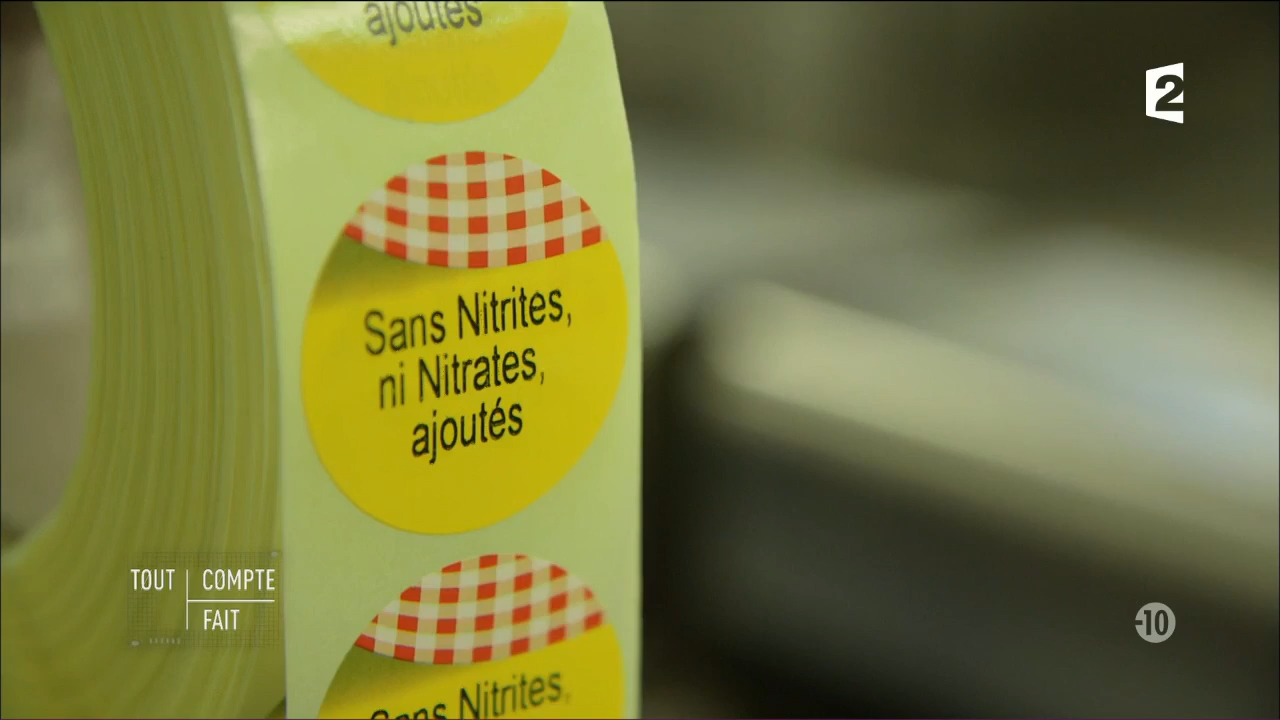 ajoutés
2
Sans Nitrites,
ni Nitrates,
ajoutés
TOUT COMPTE
FAIT
-10
Sans Nitrites,